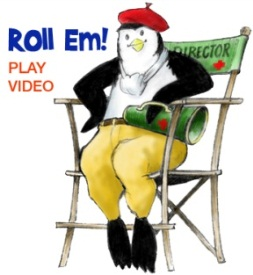 Roll Em!
PLAY
VIDEO
DIRECTOR